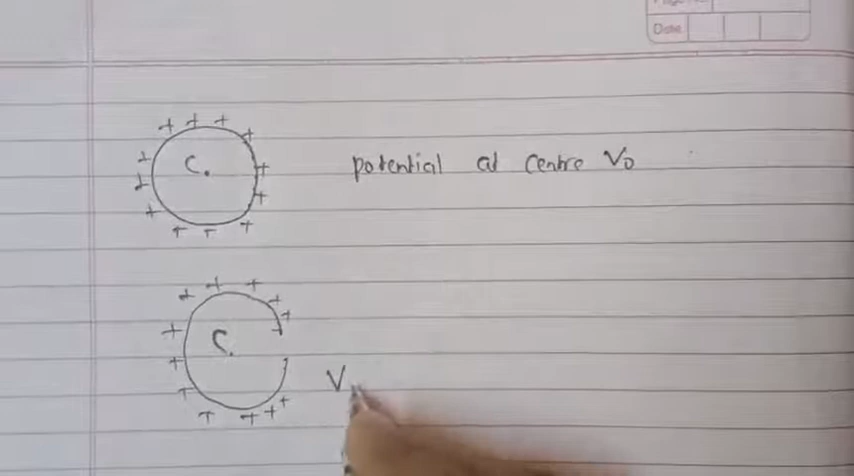 Date
+ + +
+ +
C.
+ +
+ +
+ + + +
potential at centre V₀
+ + +
+ +
+ C. +
+
+ +
+ + +
V